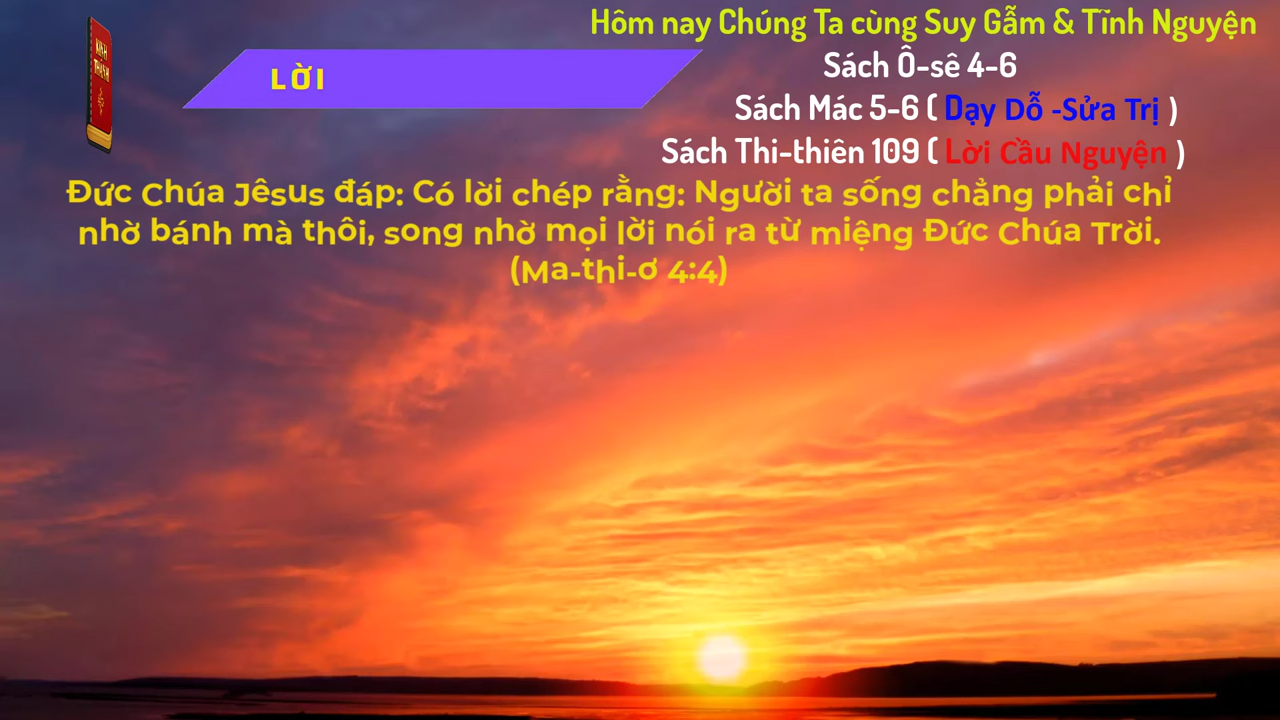 Hôm nay Chúng Ta cùng Suy Gẫm & Tĩnh Nguyện
KINH
THÁNH
LỜI
Sách Ô-sê 4-6
Sách Mác 5-6 ( Dạy Dỗ -Sửa Trị )
Sách Thi-thiên 109 ( Lời Cầu Nguyện )
Đức Chúa Jêsus đáp: Có lời chép rằng: Người ta sống chẳng phải chỉ
nhờ bánh mà thôi, song nhờ mọi lời nói ra từ miệng Đức Chúa Trời.
(Ma-thi-ơ 4:4)